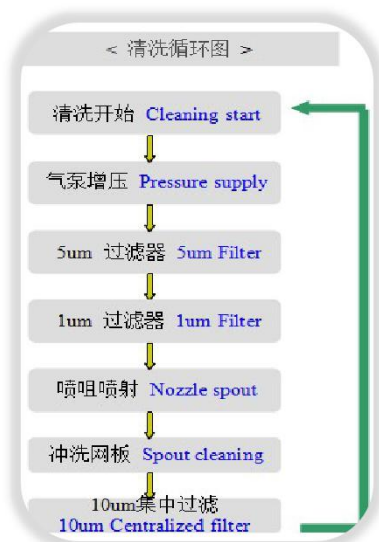 < 清洗循环图 >
清洗开始 Cleaning start
气泵增压 Pressure supply
5um 过滤器 5um Filter
1um 过滤器 1um Filter
喷咀喷射 Nozzle spout
冲洗网板 Spout cleaning
10um集中过滤
10um Centralized filter